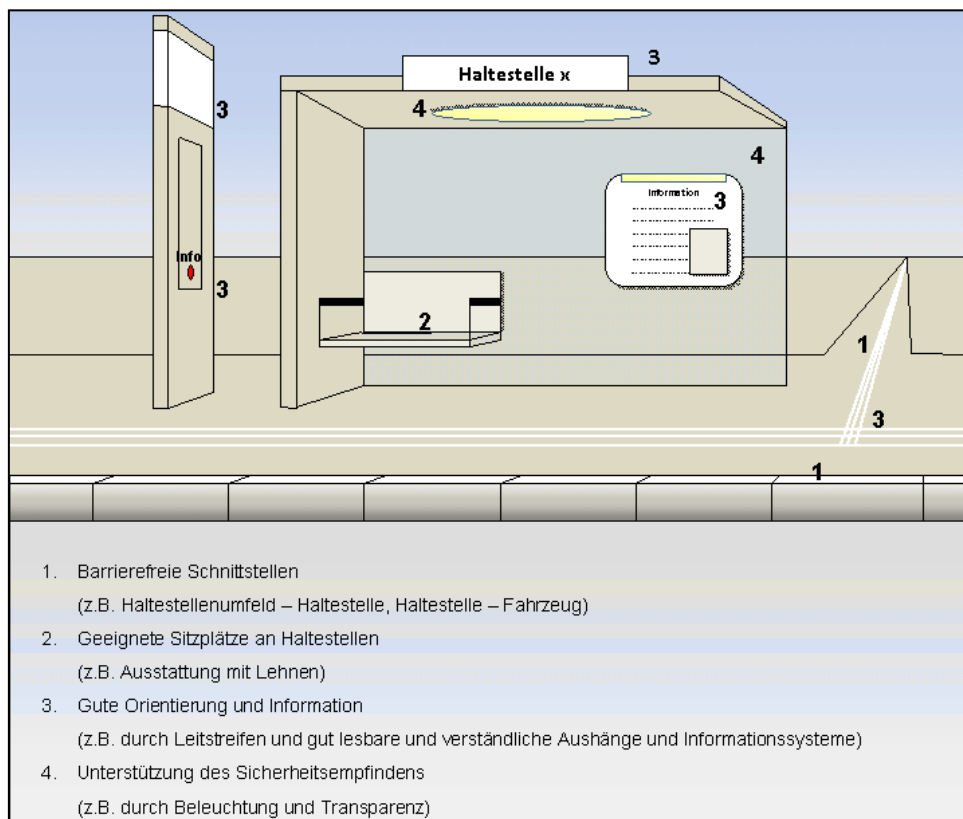 Haltestelle x
3
4
3
4
Information
3
Info
3
2
1
3
1
1. Barrierefreie Schnittstellen
(z.B. Haltestellenumfeld – Haltestelle, Haltestelle – Fahrzeug)
2. Geeignete Sitzplätze an Haltestellen
(z.B. Ausstattung mit Lehnen)
3. Gute Orientierung und Information
(z.B. durch Leitstreifen und gut lesbare und verständliche Aushänge und Informationssysteme)
4. Unterstützung des Sicherheitsempfindens
(z.B. durch Beleuchtung und Transparenz)